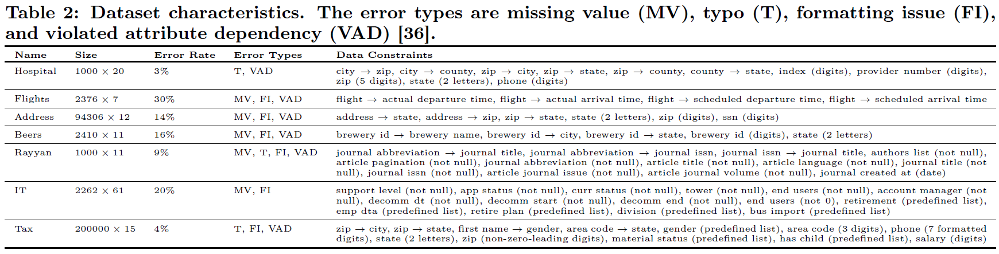 Table 2: Dataset characteristics. The error types are missing value (MV), typo (T), formatting issue (FI),
and violated attribute dependency (VAD) [36].
Name Size Error Rate Error Types Data Constraints
Hospital 1000 × 20 3% T, VAD city → zip, city → county, zip → city, zip → state, zip → county, county → state, index (digits), provider number (digits),
zip (5 digits), state (2 letters), phone (digits)
Flights 2376 × 7 30% MV, FI, VAD flight → actual departure time, flight → actual arrival time, flight → scheduled departure time, flight → scheduled arrival time
Address 94306 × 12 14% MV, FI, VAD address → state, address → zip, zip → state, state (2 letters), zip (digits), ssn (digits)
Beers 2410 × 11 16% MV, FI, VAD brewery id → brewery name, brewery id → city, brewery id → state, brewery id (digits), state (2 letters)
Rayyan 1000 × 11 9% MV, T, FI, VAD journal abbreviation → journal title, journal abbreviation → journal issn, journal issn → journal title, authors list (not null),
article pagination (not null), journal abbreviation (not null), article title (not null), article language (not null), journal title (not
null), journal issn (not null), article journal issue (not null), article journal volume (not null), journal created at (date)
IT 2262 × 61 20% MV, FI support level (not null), app status (not null), curr status (not null), tower (not null), end users (not null), account manager (not
null), decomm dt (not null), decomm start (not null), decomm end (not null), end users (not 0), retirement (predefined list),
emp dta (predefined list), retire plan (predefined list), division (predefined list), bus import (predefined list)
Tax 200000 × 15 4% T, FI, VAD zip → city, zip → state, first name → gender, area code → state, gender (predefined list), area code (3 digits), phone (7 formatted
digits), state (2 letters), zip (non-zero-leading digits), material status (predefined list), has child (predefined list), salary (digits)